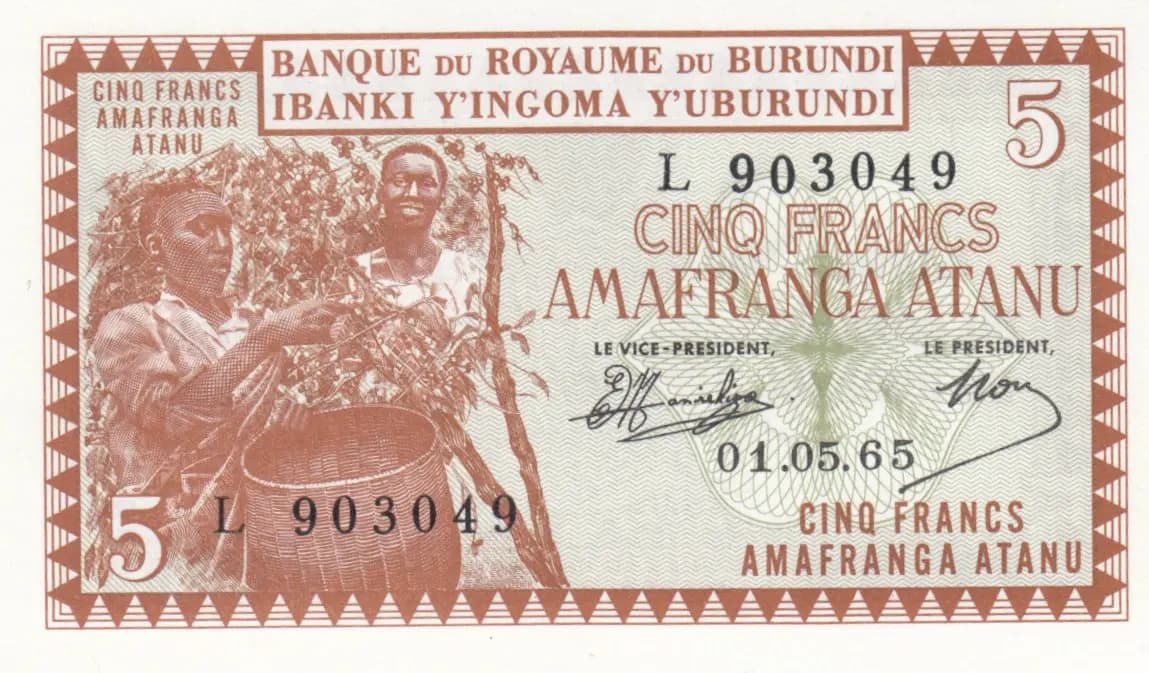 BANQUE DU ROYAUME DU BURUNDI
IBANKI Y'INGOMA Y'UBURUNDI
CINQ FRANCS
AMAFRANGA
ATANU
5
L 903049
CINQ FRANCS
AMAFRANGA ATANU
LE VICE-PRESIDENT,
LE PRESIDENT,
01.05.65
5
L 903049
CINQ FRANCS
AMAFRANGA ATANU